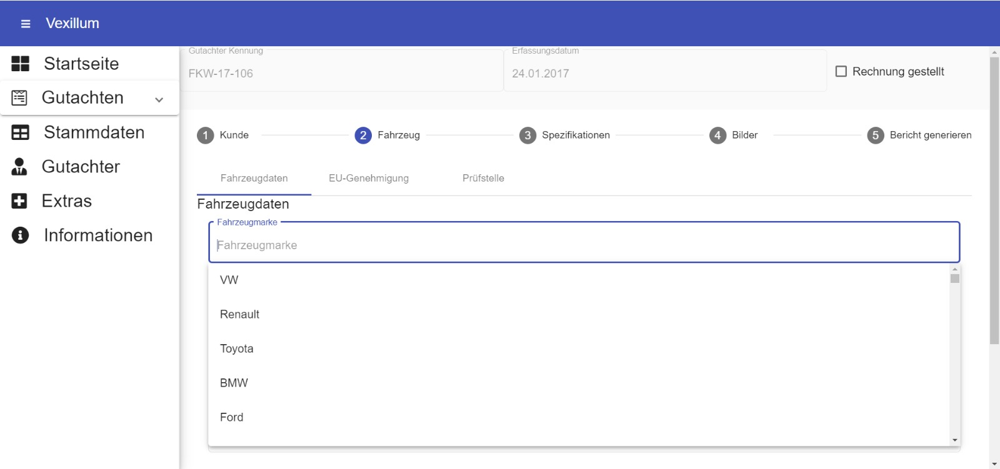 Vexillum
Startseite
Gutachten
Stammdaten
Gutachter
Extras
Informationen
Gutachter Kennung
FKW-17-106
Erfassungsdatum
24.01.2017
Rechnung gestellt
1 Kunde
2 Fahrzeug
3 Spezifikationen
4 Bilder
5 Bericht generieren
Fahrzeugdaten
EU-Genehmigung
Prüfstelle
Fahrzeugdaten
Fahrzeugmarke
Fahrzeugmarke
VW
Renault
Toyota
BMW
Ford